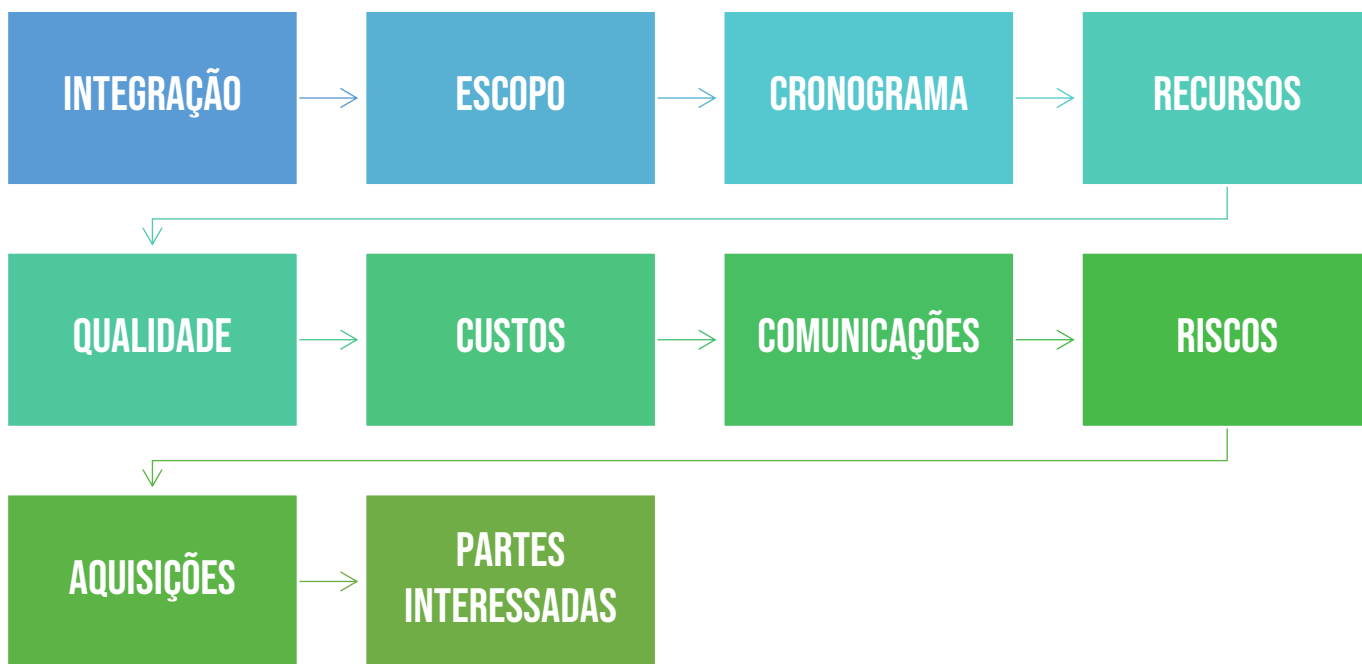 INTEGRAÇÃO
ESCOPO
CRONOGRAMA
RECURSOS
QUALIDADE
CUSTOS
COMUNICAÇÕES
RISCOS
AQUISIÇÕES
PARTES
INTERESSADAS